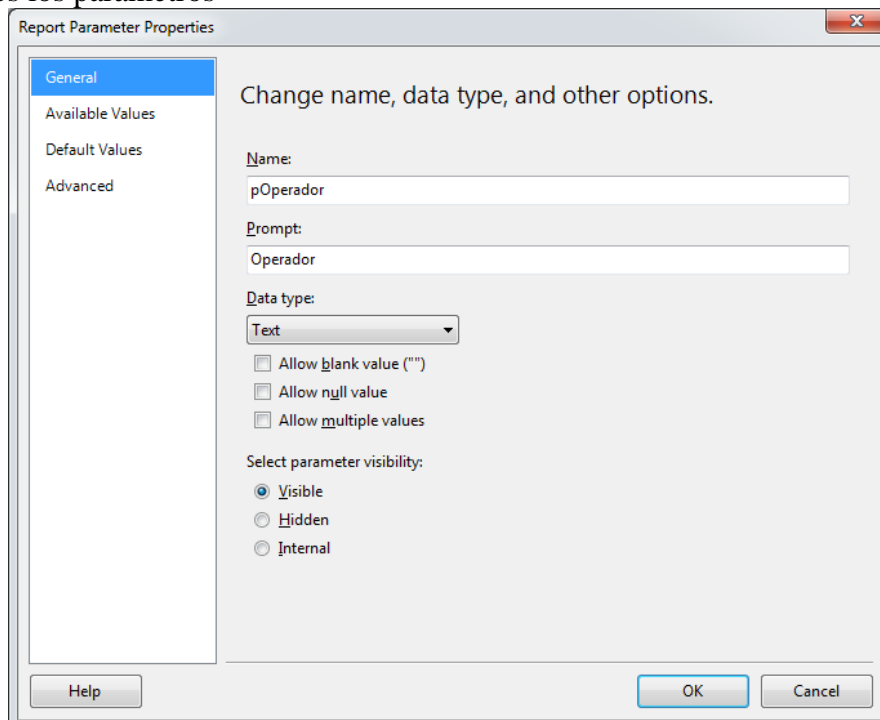 los parámetros
Report Parameter Properties
General
Available Values
Default Values
Advanced
Change name, data type, and other options.
Name:
pOperador
Prompt:
Operador
Data type:
Text
Allow blank value ("")
Allow null value
Allow multiple values
Select parameter visibility:
Visible
Hidden
Internal
Help
OK
Cancel